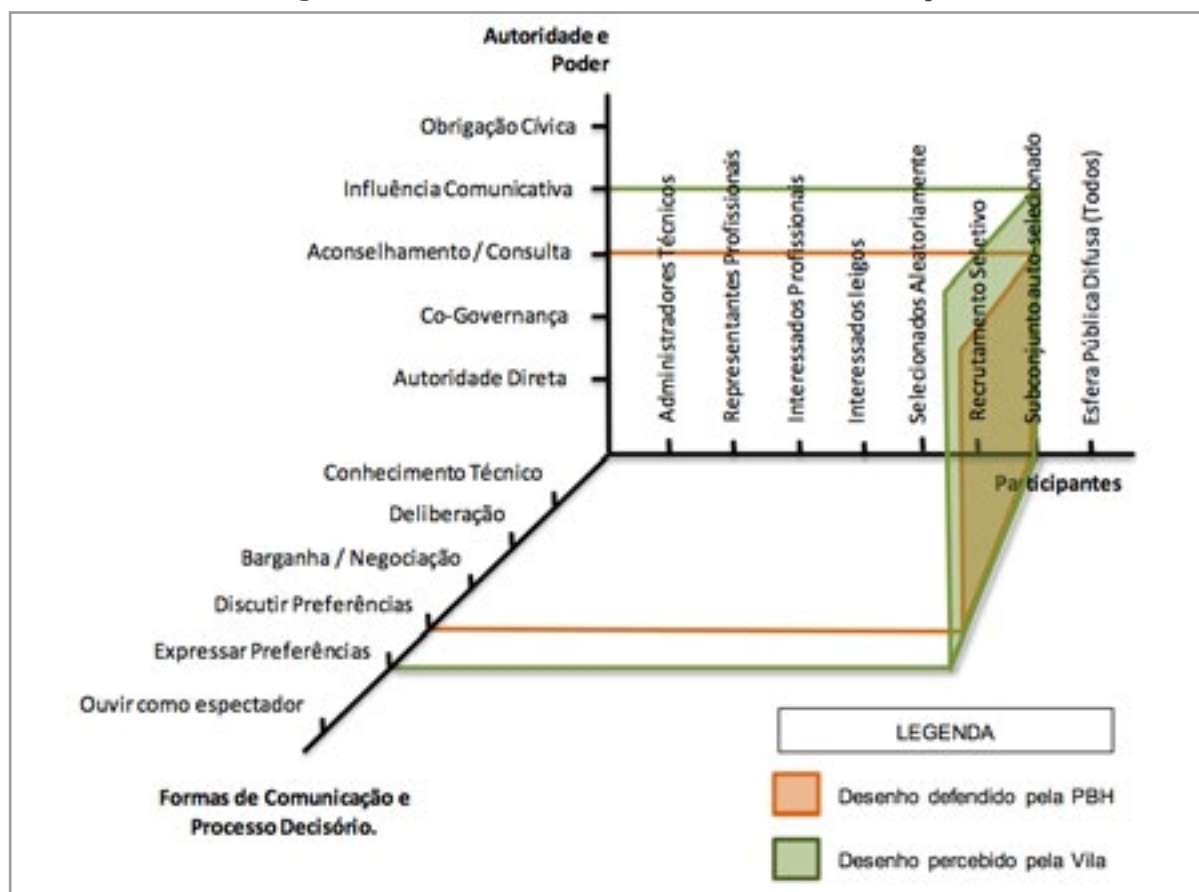 Autoridade e
Poder
Obrigação Cívica
Influência Comunicativa
Aconselhamento / Consulta
Co-Governança
Autoridade Direta
Administradores Técnicos
Representantes Profissionais
Interessados Profissionais
Interessados leigos
Selecionados Aleatoriamente
Recrutamento Seletivo
Subconjunto auto-selecionado
Esfera Pública Difusa (Todos)
Participantes
Conhecimento Técnico
Deliberação
Barganha / Negociação
Discutir Preferências
Expressar Preferências
Ouvir como espectador
Formas de Comunicação e
Processo Decisório.
LEGENDA
Desenho defendido pela PBH
Desenho percebido pela Vila